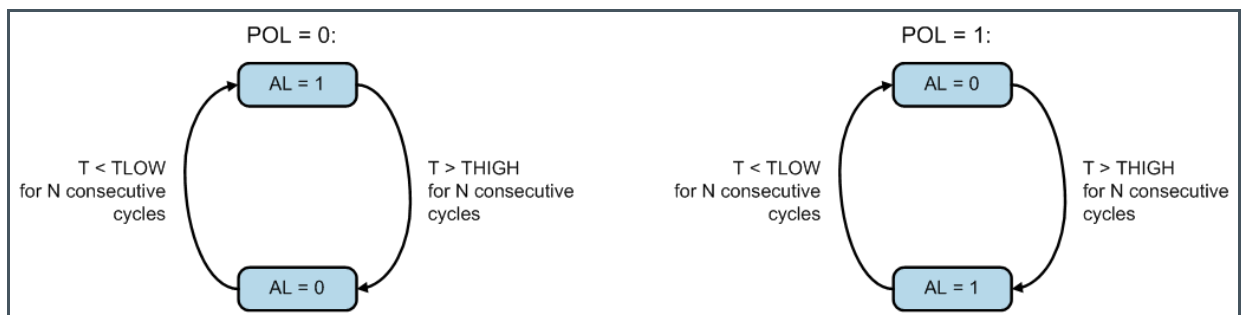 POL = 0:
AL = 1
T < TLOW
for N consecutive
cycles
T > THIGH
for N consecutive
cycles
AL = 0
POL = 1:
AL = 0
T < TLOW
for N consecutive
cycles
T > THIGH
for N consecutive
cycles
AL = 1